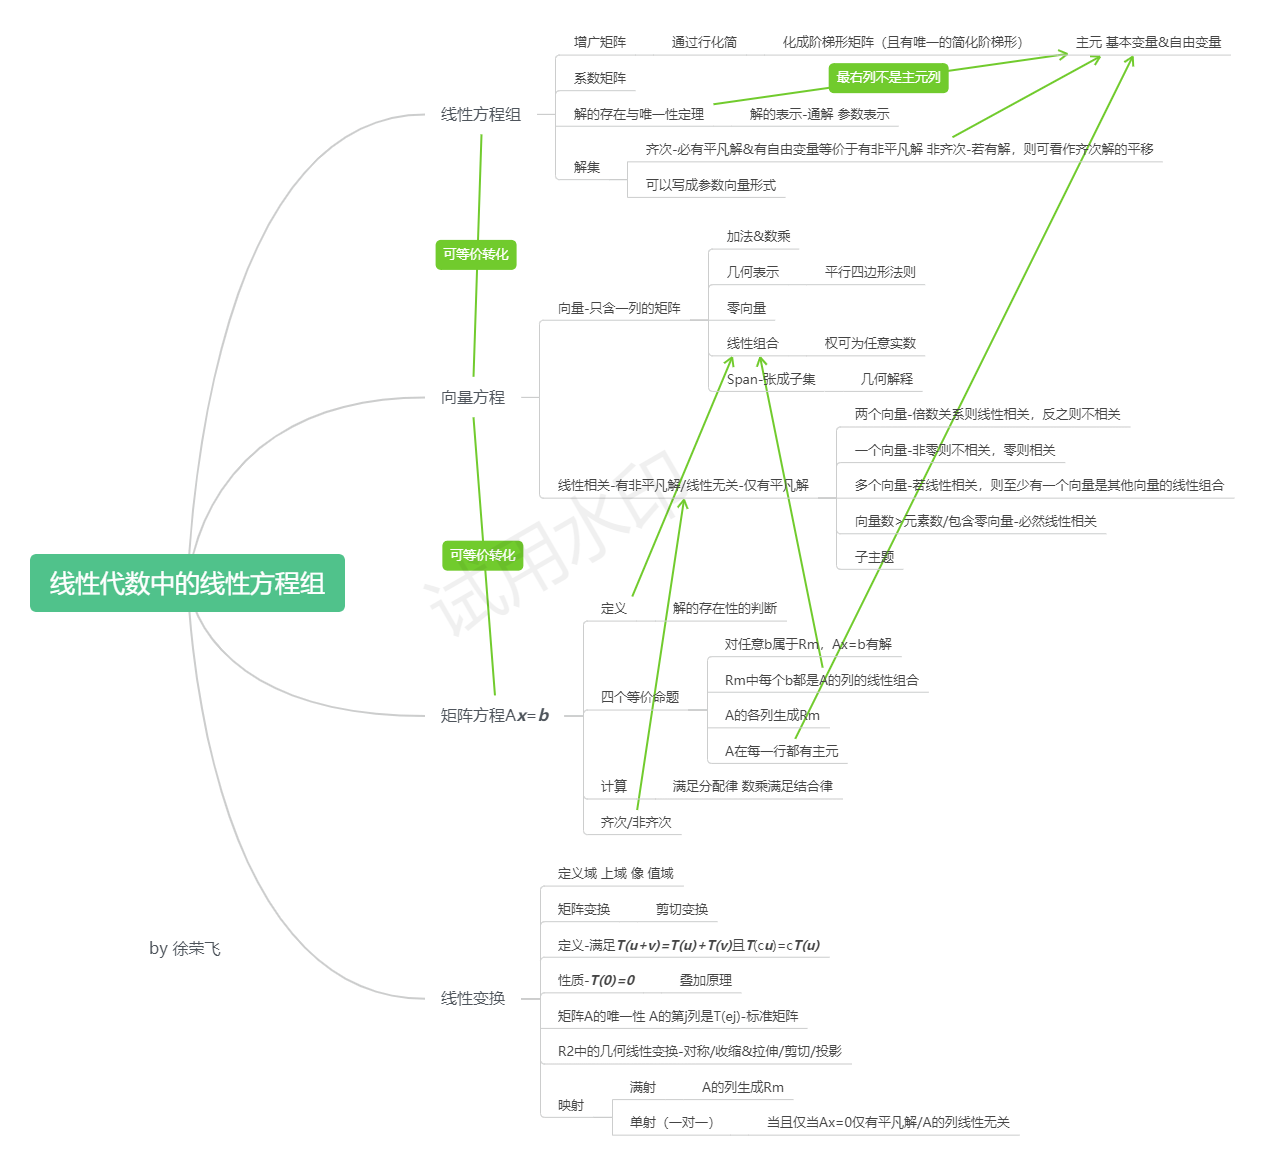 线性代数中的线性方程组
by 徐荣飞
线性方程组
增广矩阵
通过行化简
化成阶梯形矩阵（且有唯一的简化阶梯形）
主元 基本变量&自由变量
系数矩阵
最右列不是主元列
解的存在与唯一性定理
解的表示-通解 参数表示
解集
齐次-必有平凡解&有自由变量等价于有非平凡解 非齐次-若有解，则可看作齐次解的平移
可以写成参数向量形式
可等价转化
向量方程
向量-只含一列的矩阵
加法&数乘
几何表示
平行四边形法则
零向量
线性组合
权可为任意实数
Span-张成子集
几何解释
线性相关-有非平凡解/线性无关-仅有平凡解
两个向量-倍数关系则线性相关，反之则不相关
一个向量-非零则不相关，零则相关
多个向量-若线性相关，则至少有一个向量是其他向量的线性组合
向量数>元素数/包含零向量-必然线性相关
子主题
可等价转化
试用水印
矩阵方程Ax=b
定义
解的存在性的判断
四个等价命题
对任意b属于Rm，Ax=b有解
Rm中每个b都是A的列的线性组合
A的各列生成Rm
A在每一行都有主元
计算
满足分配律 数乘满足结合律
齐次/非齐次
线性变换
定义域 上域 像 值域
矩阵变换
剪切变换
定义-满足T(u+v)=T(u)+T(v)且T(cu)=cT(u)
性质-T(0)=0
叠加原理
矩阵A的唯一性 A的第j列是T(ej)-标准矩阵
R2中的几何线性变换-对称/收缩&拉伸/剪切/投影
映射
满射
A的列生成Rm
单射（一对一）
当且仅当Ax=0仅有平凡解/A的列线性无关